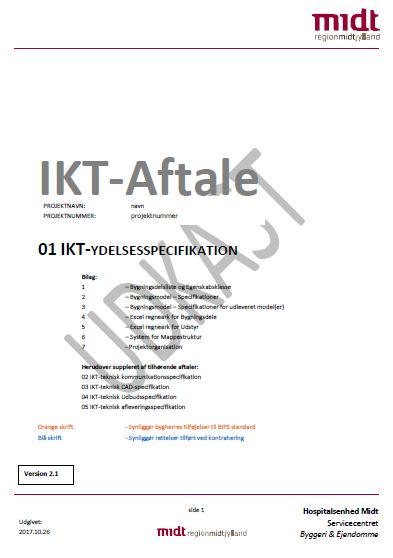 midt
regionmidtjylland
IKT-Aftale
PROJEKTNAVN: navn
PROJEKTNUMMER: projektnummer
UDKAST
01 IKT-YDELSESSPECIFIKATION
Bilag:
1 – Bygningsdelsliste og Egenskabsklasse
2 – Bygningsmodel – Specifikationer
3 – Bygningsmodel – Specifikationer for udleveret model(er)
4 – Excel regneark for Bygningsdele
5 – Excel regneark for Udstyr
6 – System for Mappestruktur
7 - Projektorganisation
Herudover suppleret af tilhørende aftaler:
02 IKT-teknisk kommunikationsspecifikation
03 IKT-teknisk CAD-specifikation
04 IKT-teknisk Udbudsspecifikation
05 IKT-teknisk afleveringsspecifikation
Orange skrift - Synliggør bygherres tilføjelser til BIPS standard
Blå skrift - Synliggør rettelser tilført ved kontrahering
Version 2.1
side 1
Hospitalsenhed Midt
Udgivet: Servicecentret
2017.10.26 midt regionmidtjylland Byggeri & Ejendomme